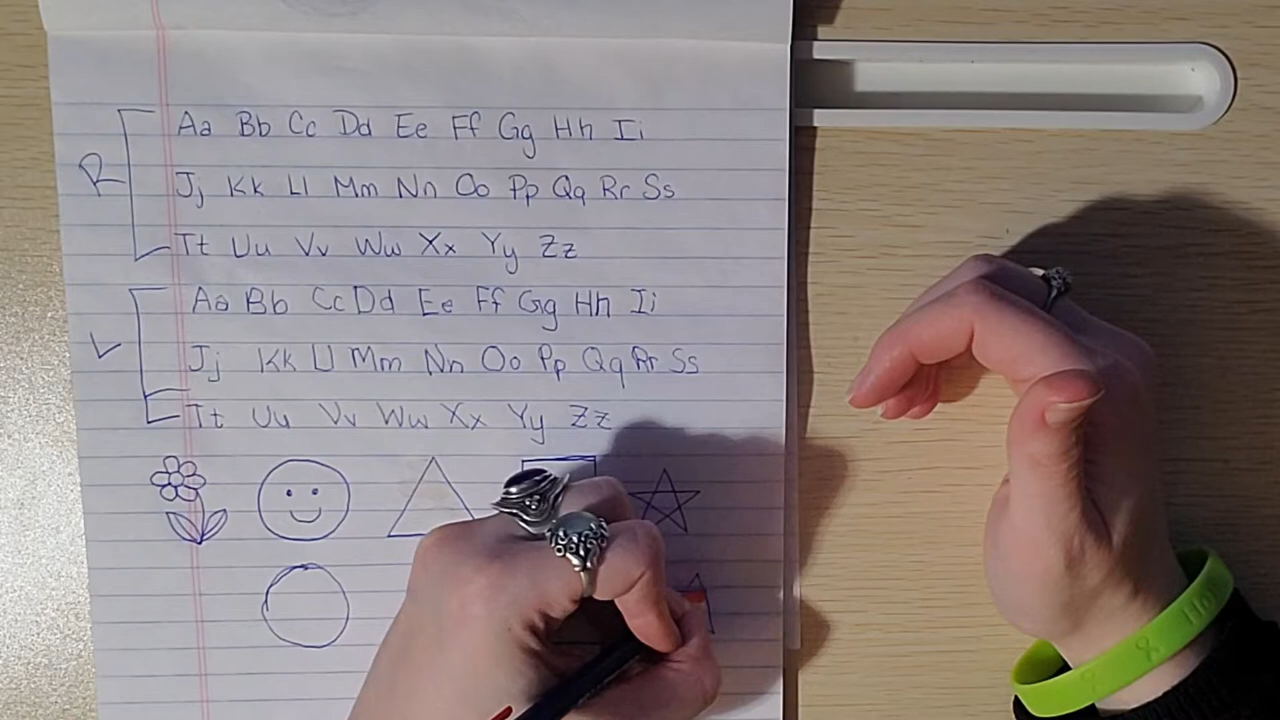 R
Aa Bb Cc Dd Ee Ff Gg Hh Ii
Jj Kk Ll Mm Nn Oo Pp Qq Rr Ss
Tt Uu Vv Ww Xx Yy Zz
L
Aa Bb Cc Dd Ee Ff Gg Hh Ii
Jj Kk Ll Mm Nn Oo Pp Qq Rr Ss
Tt Uu Vv Ww Xx Yy Zz